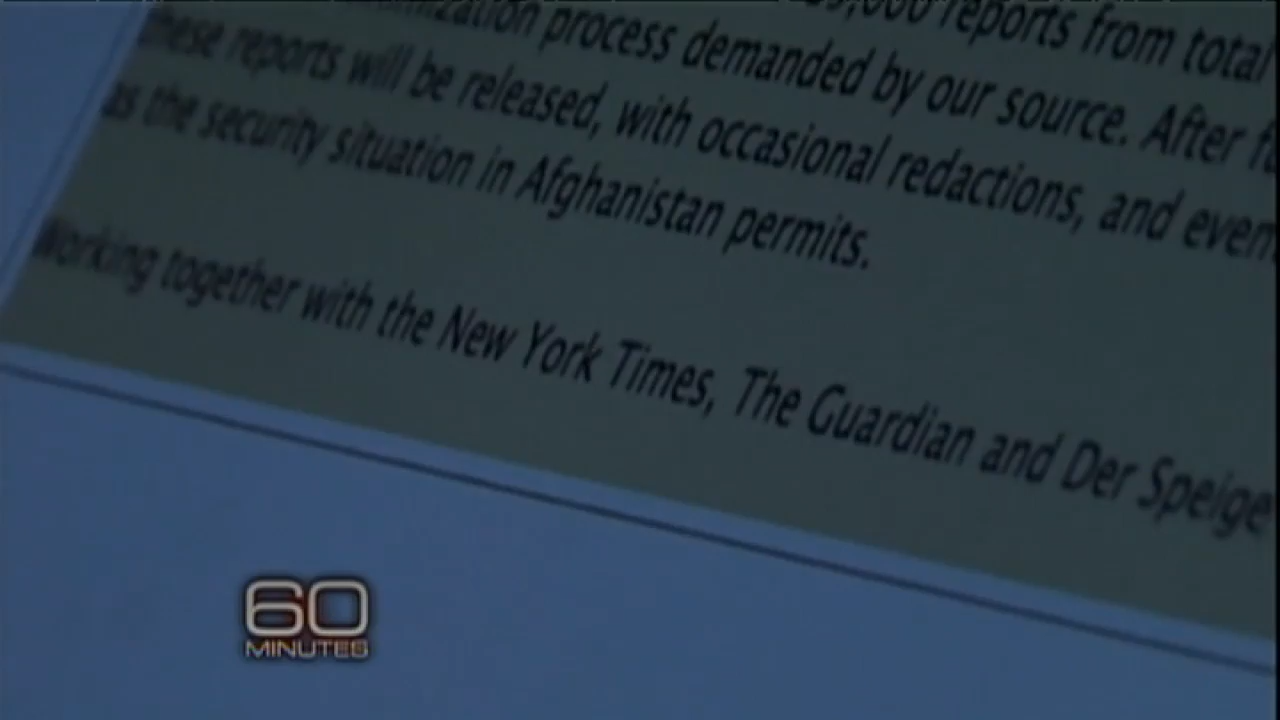 process demanded by our source. After
these reports will be released, with occasional redactions, and
as the security situation in Afghanistan permits.
Working together with the New York Times, The Guardian and Der Speige
60
MINUTES